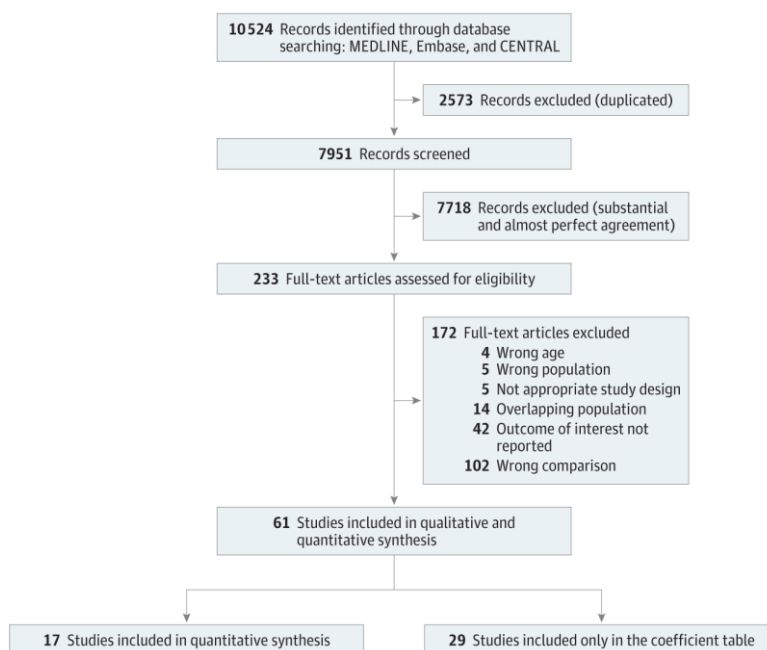 10 524 Records identified through database
searching: MEDLINE, Embase, and CENTRAL
2573 Records excluded (duplicated)
7951 Records screened
7718 Records excluded (substantial
and almost perfect agreement)
233 Full-text articles assessed for eligibility
172 Full-text articles excluded
4 Wrong age
5 Wrong population
5 Not appropriate study design
14 Overlapping population
42 Outcome of interest not
reported
102 Wrong comparison
61 Studies included in qualitative and
quantitative synthesis
17 Studies included in quantitative synthesis
29 Studies included only in the coefficient table